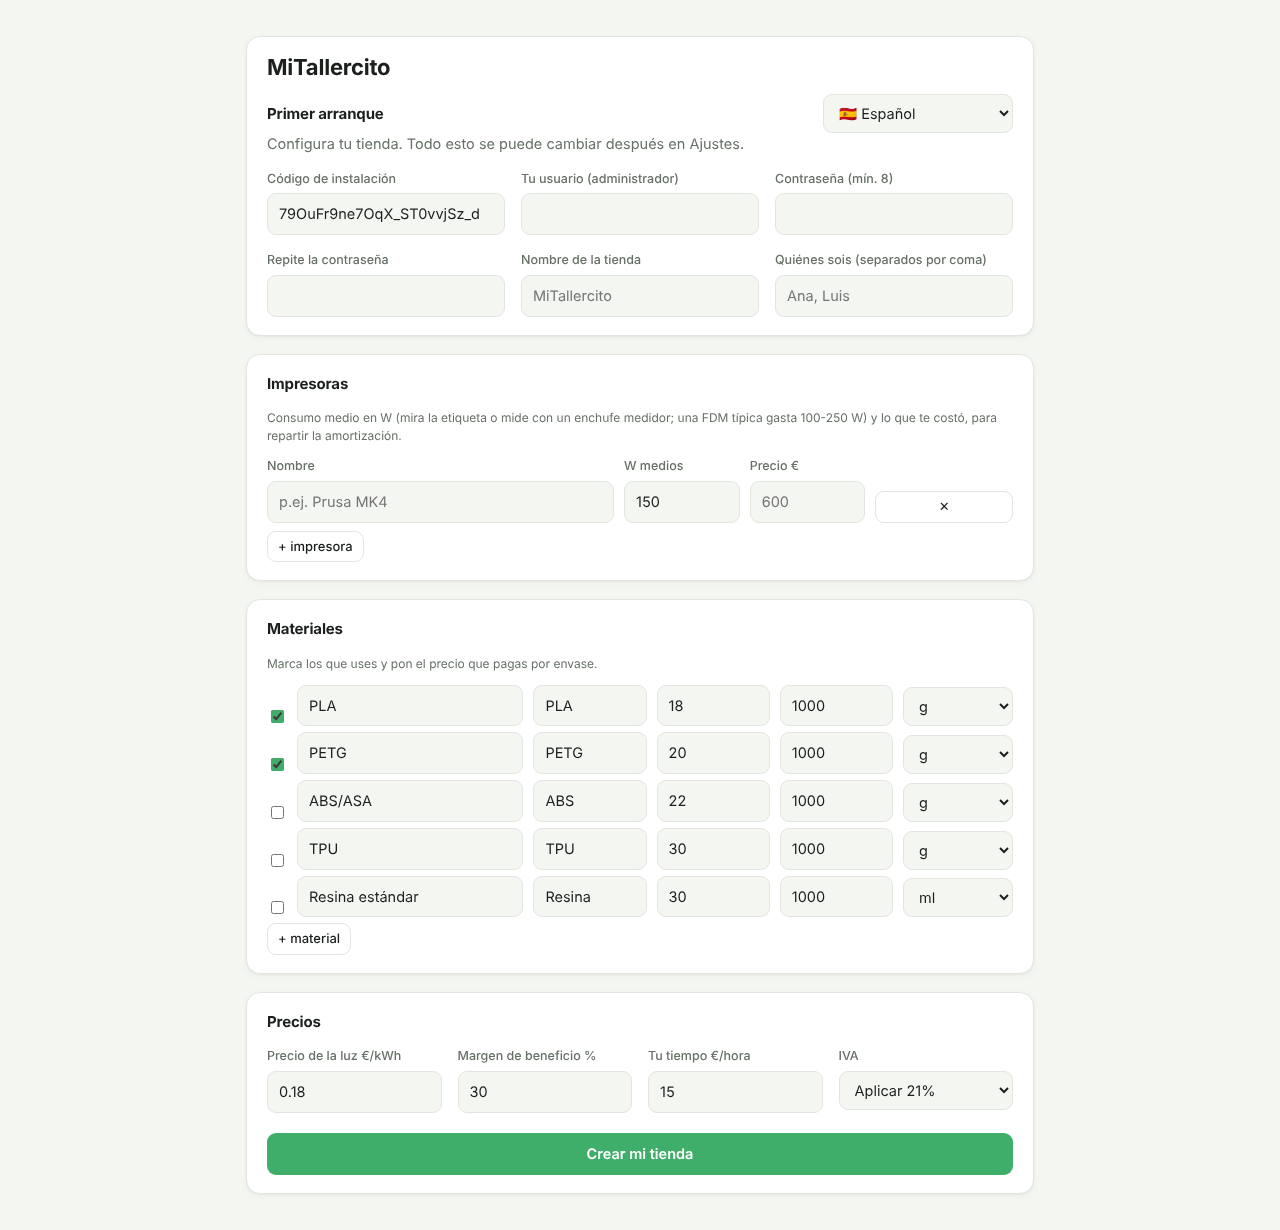 MiTallercito
Primer arranque
🇪🇸 Español
Configura tu tienda. Todo esto se puede cambiar después en Ajustes.
Código de instalación
Tu usuario (administrador)
Contraseña (mín. 8)
79OuFr9ne7OqX_ST0vvjSz_d
Repite la contraseña
Nombre de la tienda
Quiénes sois (separados por coma)
MiTallercito
Ana, Luis
Impresoras
Consumo medio en W (mira la etiqueta o mide con un enchufe medidor; una FDM típica gasta 100-250 W) y lo que te costó, para
repartir la amortización.
Nombre
W medios
Precio €
p.ej. Prusa MK4
150
600
×
+ impresora
Materiales
Marca los que uses y pon el precio que pagas por envase.
PLA PLA 18 1000 g
PETG PETG 20 1000 g
ABS/ASA ABS 22 1000 g
TPU TPU 30 1000 g
Resina estándar Resina 30 1000 ml
+ material
Precios
Precio de la luz €/kWh
Margen de beneficio %
Tu tiempo €/hora
IVA
0.18
30
15
Aplicar 21%
Crear mi tienda